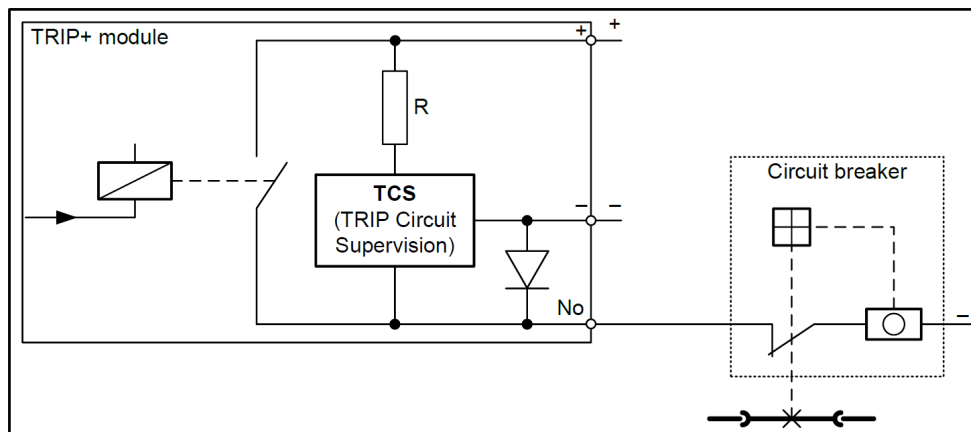 TRIP+ module
+ +
R
Circuit breaker
TCS
(TRIP Circuit
Supervision)
– –
No
–